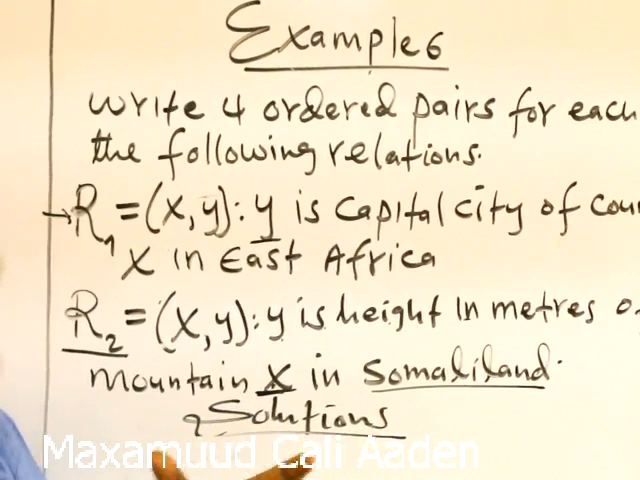 Example 6
Write 4 ordered pairs for each
the following relations.
→R₁ = (x,y): y is capital city of cou
x in East Africa
R₂ = (x,y): y is height in metres o
mountain x in Somaliland.
Solutions
Maxamuud Cali Aaden